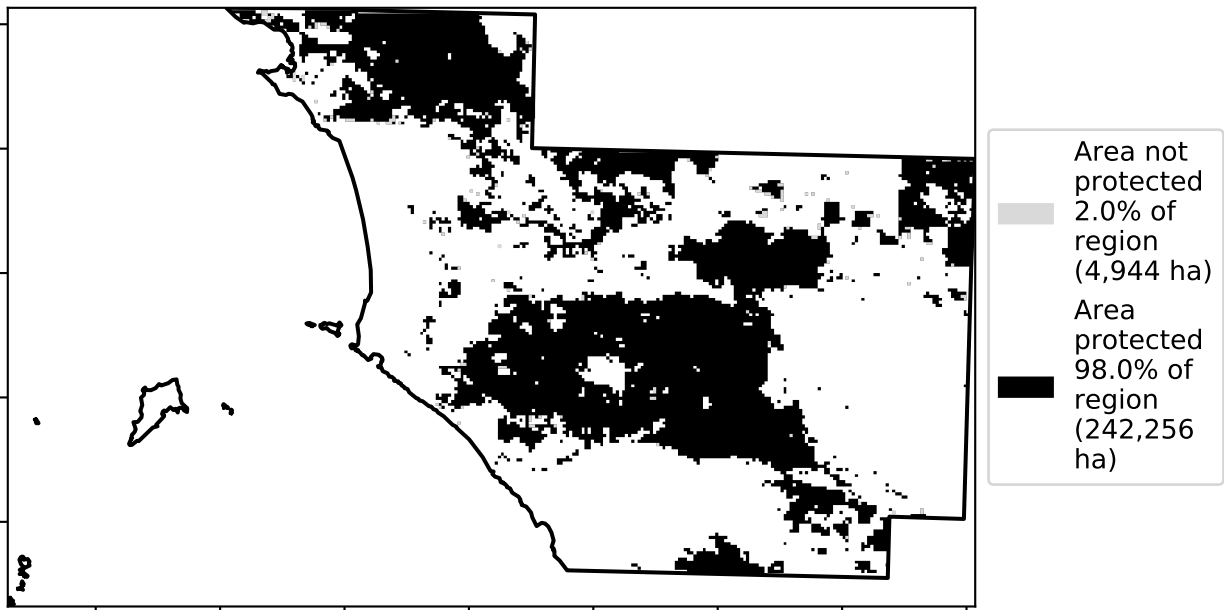 Area not
protected
2.0% of
region
(4,944 ha)
Area
protected
98.0% of
region
(242,256
ha)